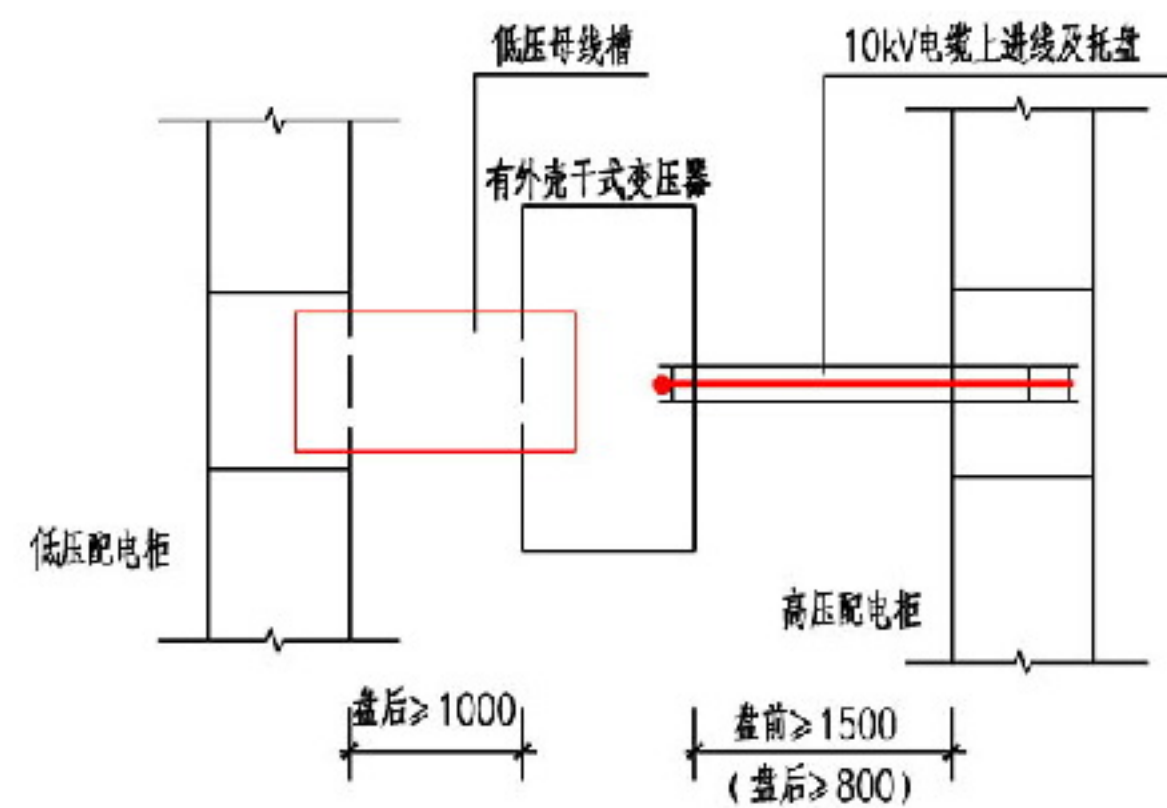 低压母线槽
10kV电缆上进线及托盘
有外壳干式变压器
低压配电柜
高压配电柜
盘后≥1000
盘前≥1500
(盘后≥800)